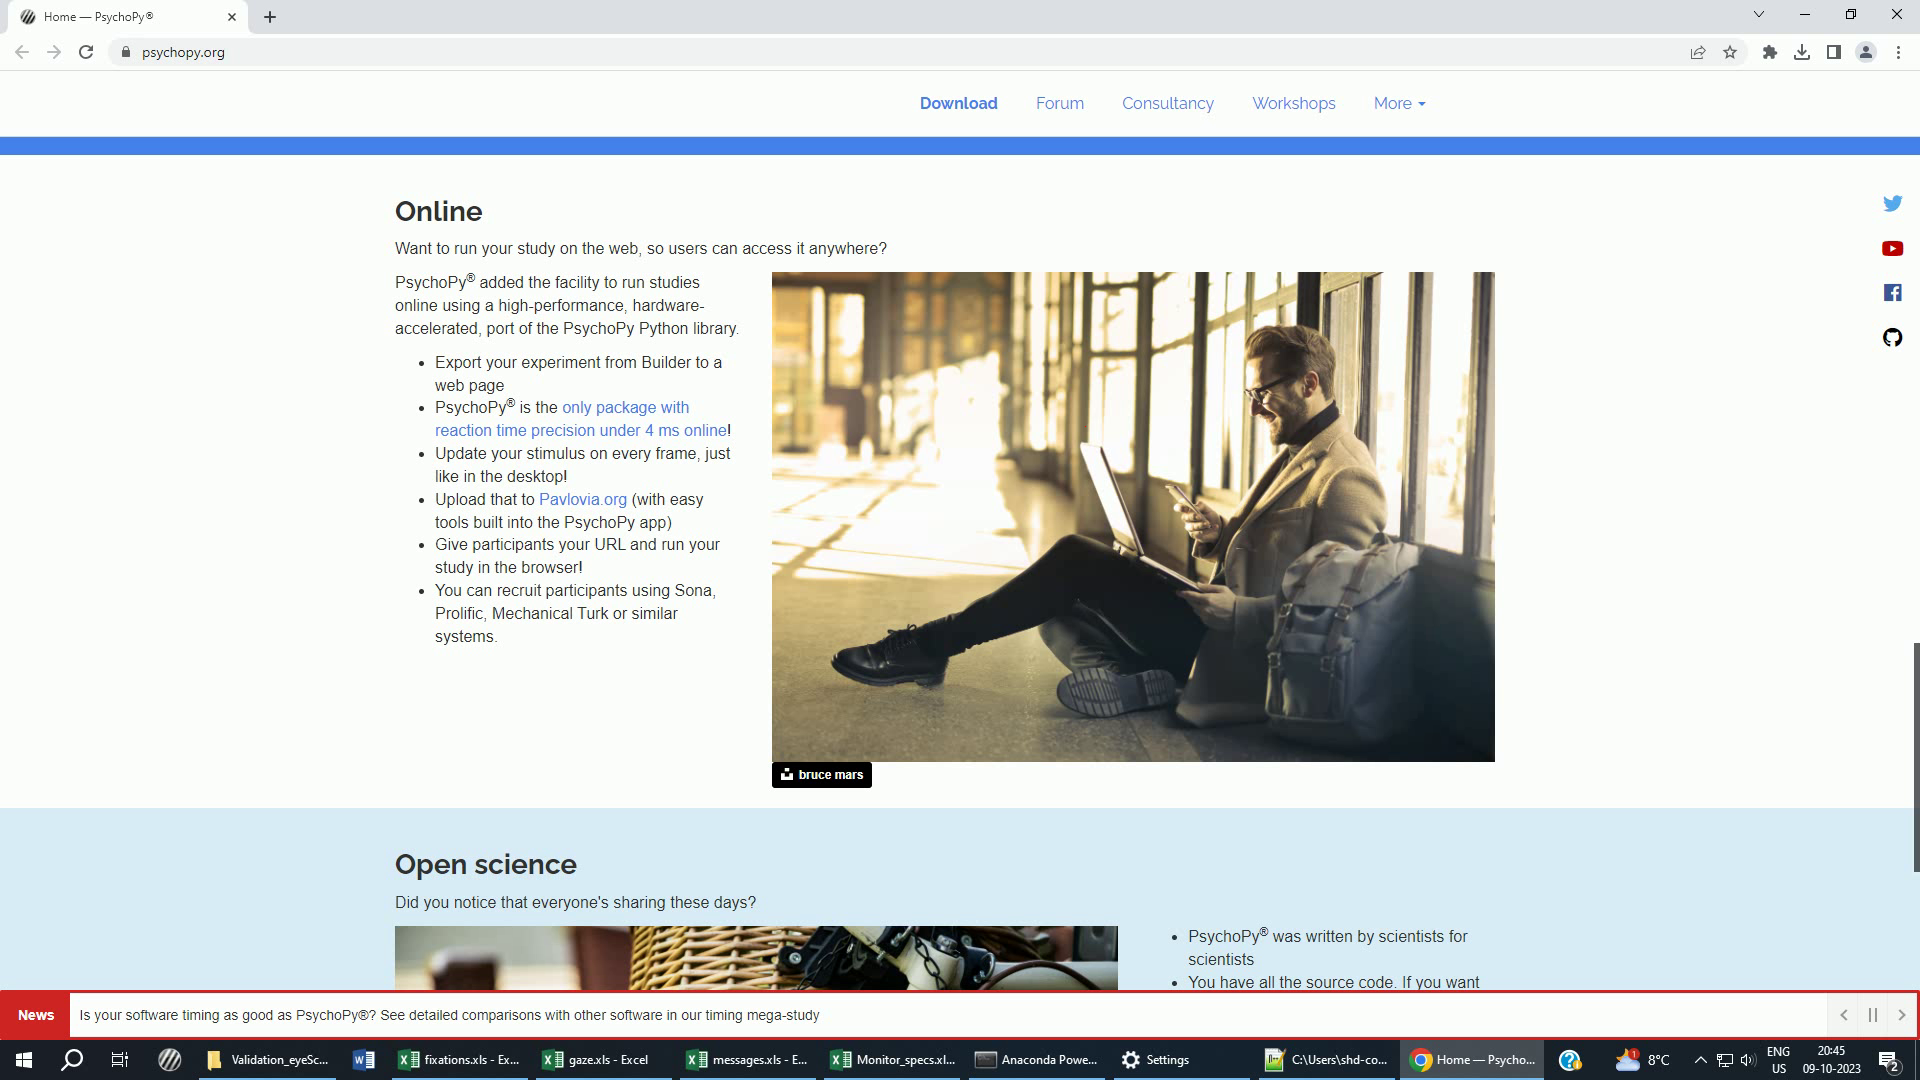 Home — PsychoPy®
psychopy.org
Download Forum Consultancy Workshops More
Online
Want to run your study on the web, so users can access it anywhere?
PsychoPy® added the facility to run studies
online using a high-performance, hardware-
accelerated, port of the PsychoPy Python library.
• Export your experiment from Builder to a
web page
• PsychoPy® is the only package with
reaction time precision under 4 ms online!
• Update your stimulus on every frame, just
like in the desktop!
• Upload that to Pavlovia.org (with easy
tools built into the PsychoPy app)
• Give participants your URL and run your
study in the browser!
• You can recruit participants using Sona,
Prolific, Mechanical Turk or similar
systems.
bruce mars
Open science
Did you notice that everyone's sharing these days?
• PsychoPy® was written by scientists for
scientists
• You have all the source code. If you want
News Is your software timing as good as PsychoPy®? See detailed comparisons with other software in our timing mega-study
Validation_eyeSc... fixations.xls - Ex... gaze.xls - Excel messages.xls - E... Monitor_specs.xl... Anaconda Powe... Settings C:\Users\shd-co... Home — Psycho... 1 8°C ENG
US 20:45
09-10-2023 2